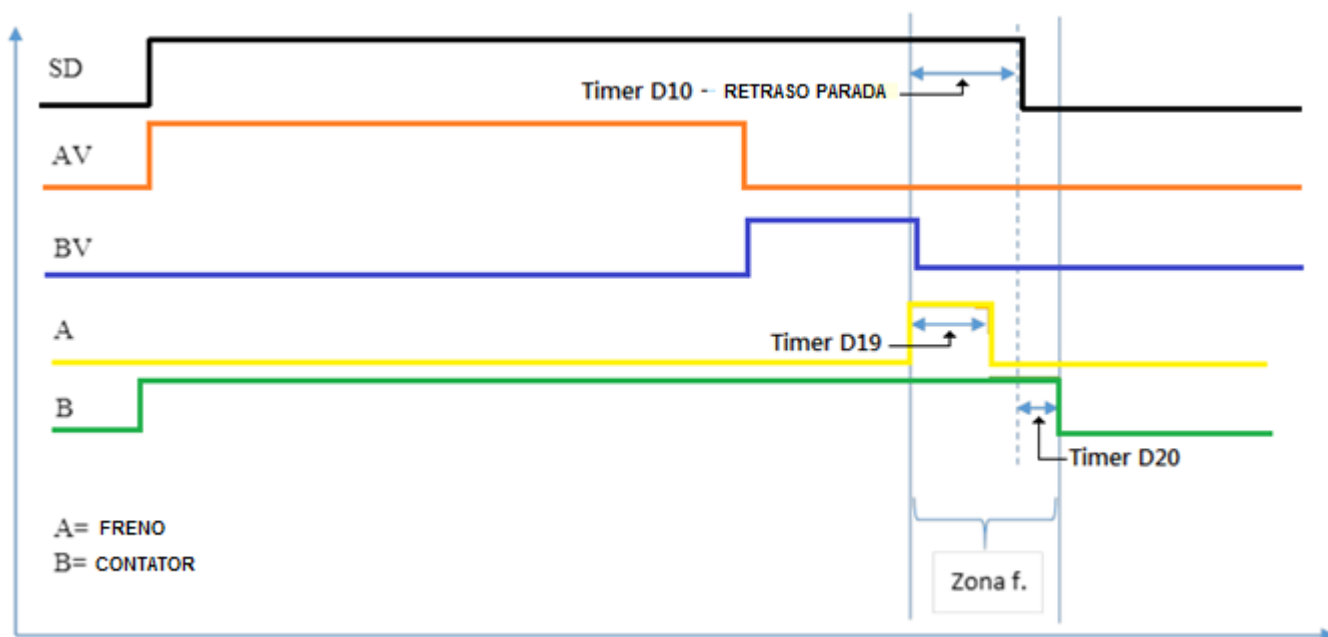 SD
Timer D10 - RETRASO PARADA
AV
BV
A
Timer D19
B
Timer D20
A= FRENO
B= CONTATOR
Zona f.